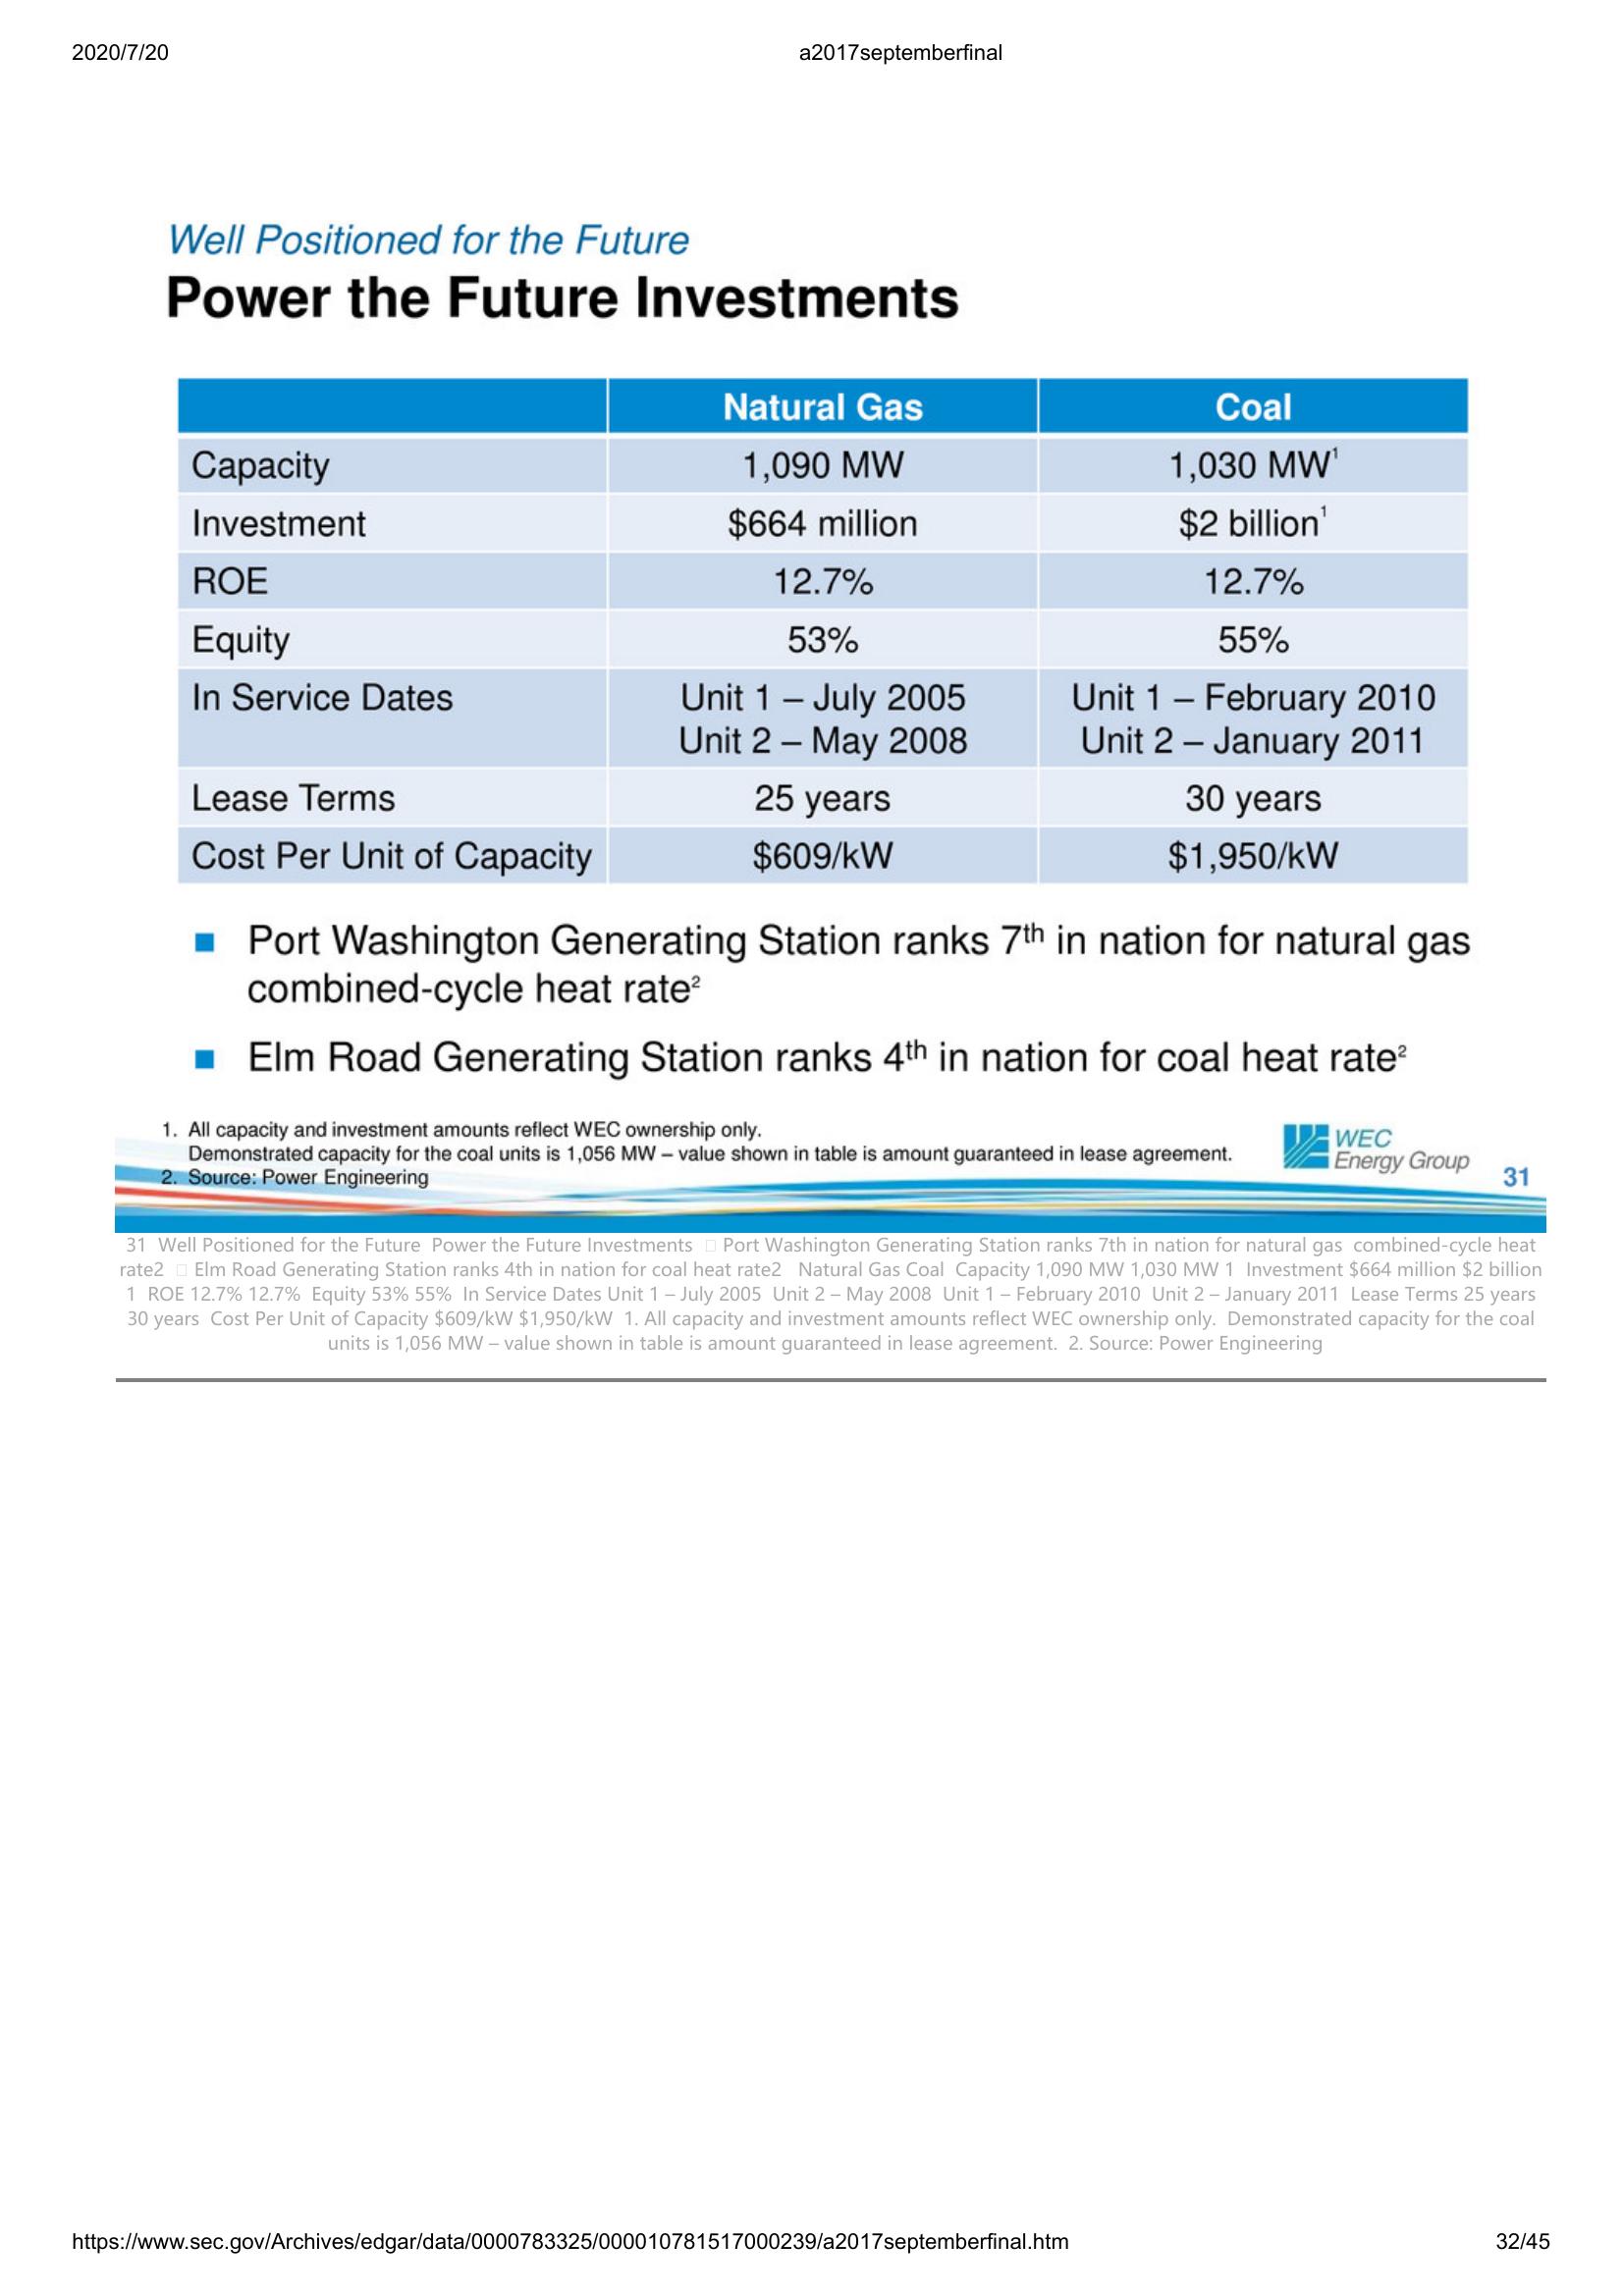 2020/7/20 a2017septemberfinal
Well Positioned for the Future
Power the Future Investments
Natural Gas Coal
Capacity 1,090 MW 1,030 MW¹
Investment $664 million $2 billion¹
ROE 12.7% 12.7%
Equity 53% 55%
In Service Dates Unit 1 – July 2005 Unit 1 – February 2010
Unit 2 – May 2008 Unit 2 – January 2011
Lease Terms 25 years 30 years
Cost Per Unit of Capacity $609/kW $1,950/kW
■ Port Washington Generating Station ranks 7th in nation for natural gas
combined-cycle heat rate²
■ Elm Road Generating Station ranks 4th in nation for coal heat rate²
1. All capacity and investment amounts reflect WEC ownership only.
Demonstrated capacity for the coal units is 1,056 MW – value shown in table is amount guaranteed in lease agreement.
2. Source: Power Engineering
WEC
Energy Group
31
31 Well Positioned for the Future Power the Future Investments  Port Washington Generating Station ranks 7th in nation for natural gas combined-cycle heat
rate2  Elm Road Generating Station ranks 4th in nation for coal heat rate2 Natural Gas Coal Capacity 1,090 MW 1,030 MW 1 Investment $664 million $2 billion
1 ROE 12.7% 12.7% Equity 53% 55% In Service Dates Unit 1 – July 2005 Unit 2 – May 2008 Unit 1 – February 2010 Unit 2 – January 2011 Lease Terms 25 years
30 years Cost Per Unit of Capacity $609/kW $1,950/kW 1. All capacity and investment amounts reflect WEC ownership only. Demonstrated capacity for the coal
units is 1,056 MW – value shown in table is amount guaranteed in lease agreement. 2. Source: Power Engineering
https://www.sec.gov/Archives/edgar/data/0000783325/000010781517000239/a2017septemberfinal.htm 32/45